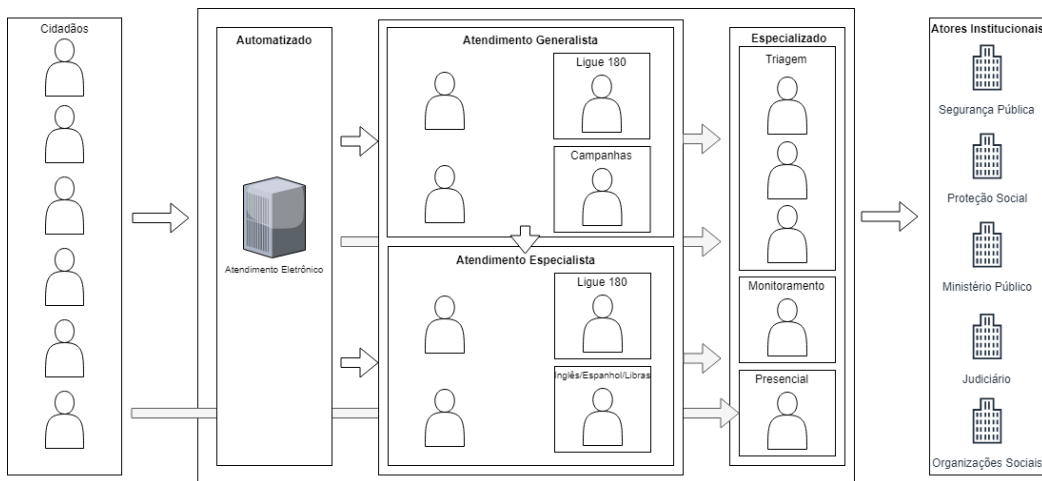 Cidadãos
Automatizado
Atendimento Eletrônico
Atendimento Generalista
Ligue 180
Campanhas
Atendimento Especialista
Ligue 180
Inglês/Espanhol/Libras
Especializado
Triagem
Monitoramento
Presencial
Atores Institucionais
Segurança Pública
Proteção Social
Ministério Público
Judiciário
Organizações Sociais